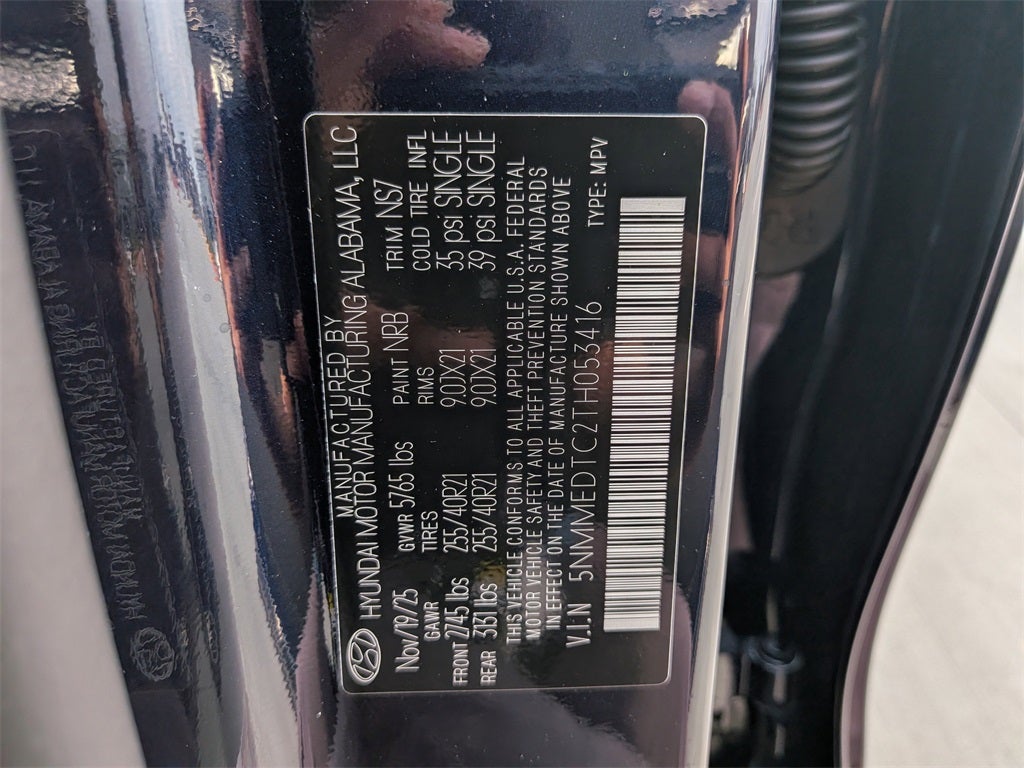 MANUFACTURED BY
HYUNDAI MOTOR MANUFACTURING ALABAMA, LLC
Nov/19/25 GVWR 5765 lbs PAINT NRB TRIM NS7
GAWR TIRES RIMS COLD TIRE INFL
FRONT 2745 lbs 255/40R21 9.0JX21 35 psi SINGLE
REAR 3131 lbs 255/40R21 9.0JX21 39 psi SINGLE
THIS VEHICLE CONFORMS TO ALL APPLICABLE U.S.A. FEDERAL
MOTOR VEHICLE SAFETY AND THEFT PREVENTION STANDARDS
IN EFFECT ON THE DATE OF MANUFACTURE SHOWN ABOVE
V.I.N 5NMMEDTC2TH053416 TYPE: MPV